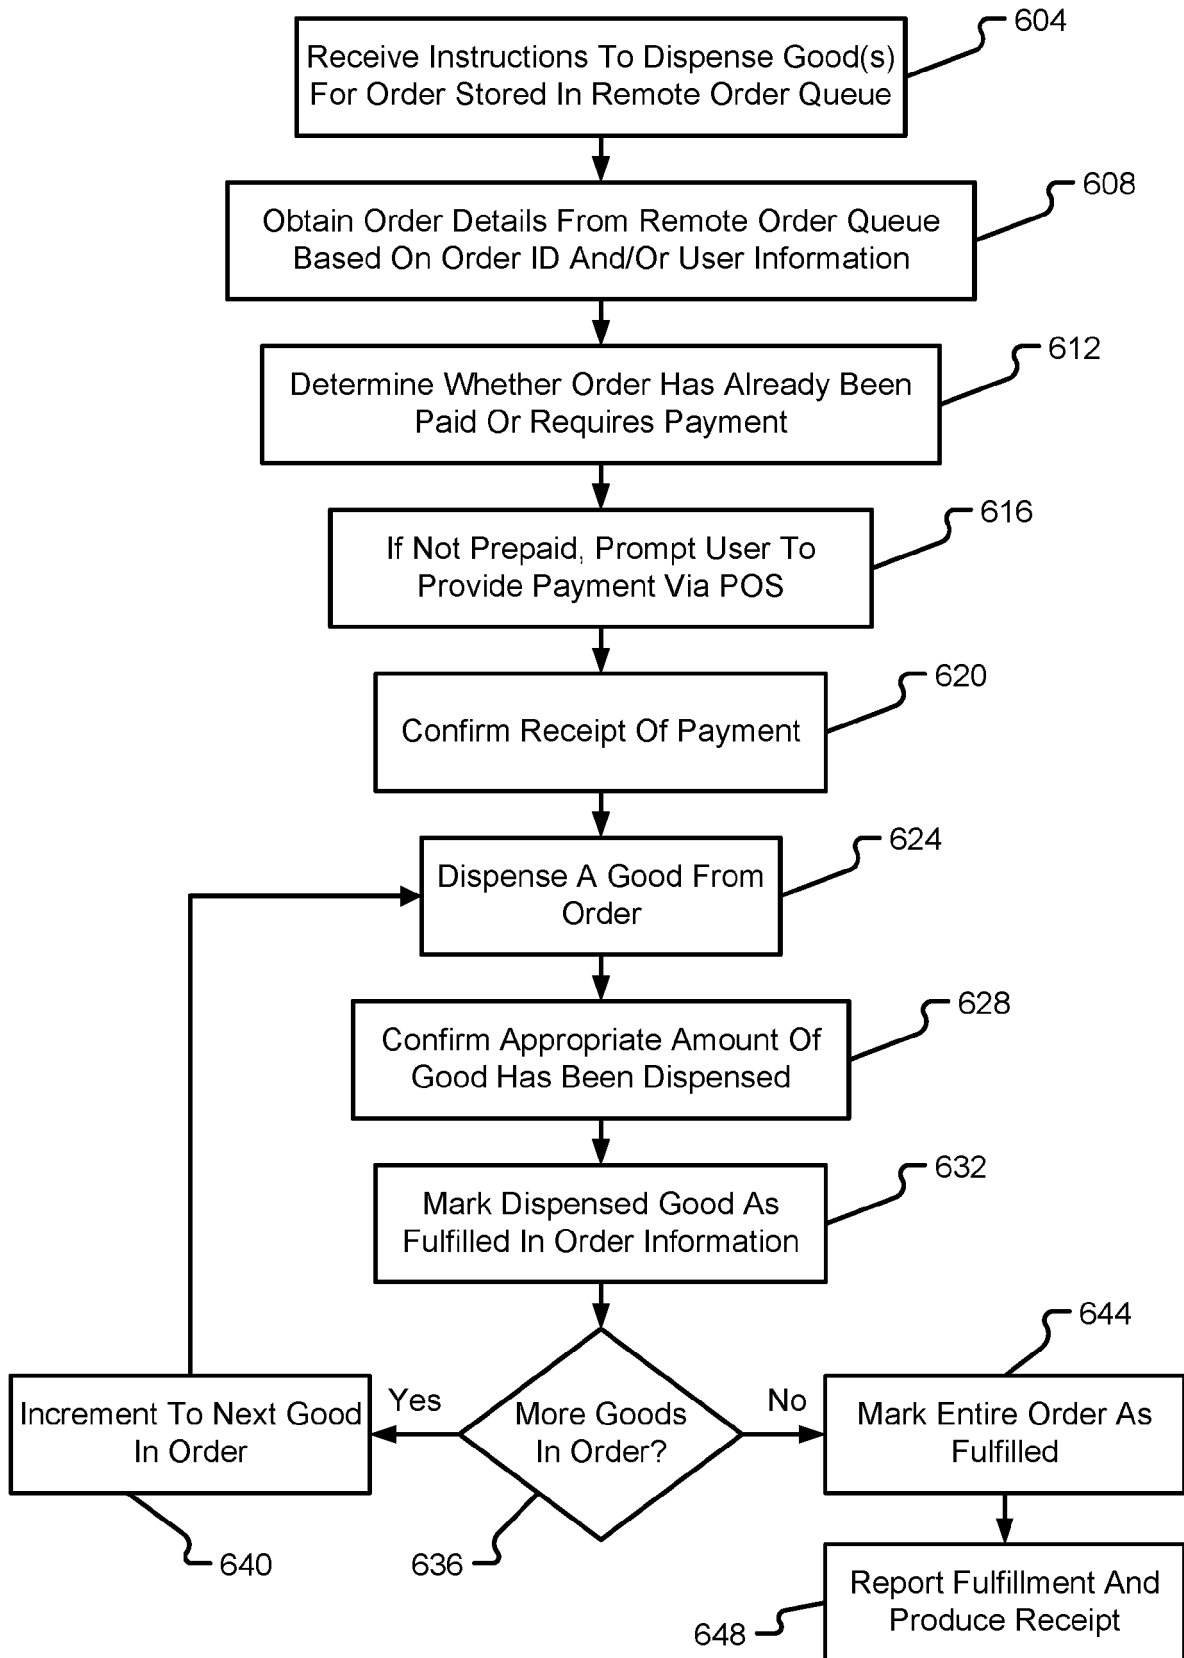 604
Receive Instructions To Dispense Good(s)
For Order Stored In Remote Order Queue
608
Obtain Order Details From Remote Order Queue
Based On Order ID And/Or User Information
612
Determine Whether Order Has Already Been
Paid Or Requires Payment
616
If Not Prepaid, Prompt User To
Provide Payment Via POS
620
Confirm Receipt Of Payment
624
Dispense A Good From
Order
628
Confirm Appropriate Amount Of
Good Has Been Dispensed
632
Mark Dispensed Good As
Fulfilled In Order Information
644
Yes
No
Increment To Next Good
In Order
More Goods
In Order?
Mark Entire Order As
Fulfilled
640
636
Report Fulfillment And
Produce Receipt
648